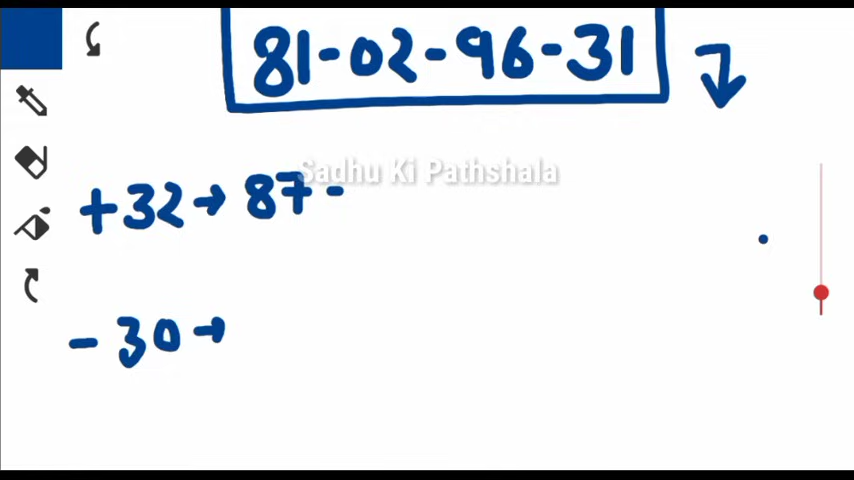 81-02-96-31
Sadhu Ki Pathshala
+32→87-
-30→